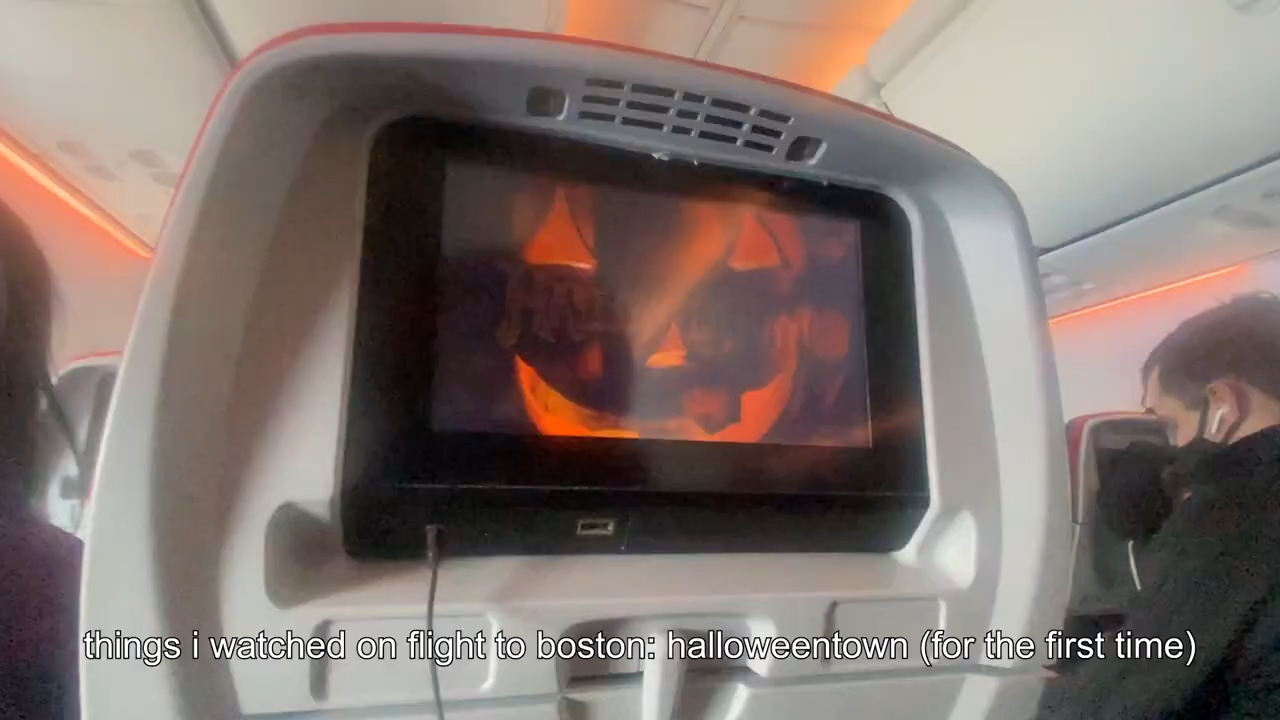 things i watched on flight to boston: halloweentown (for the first time)